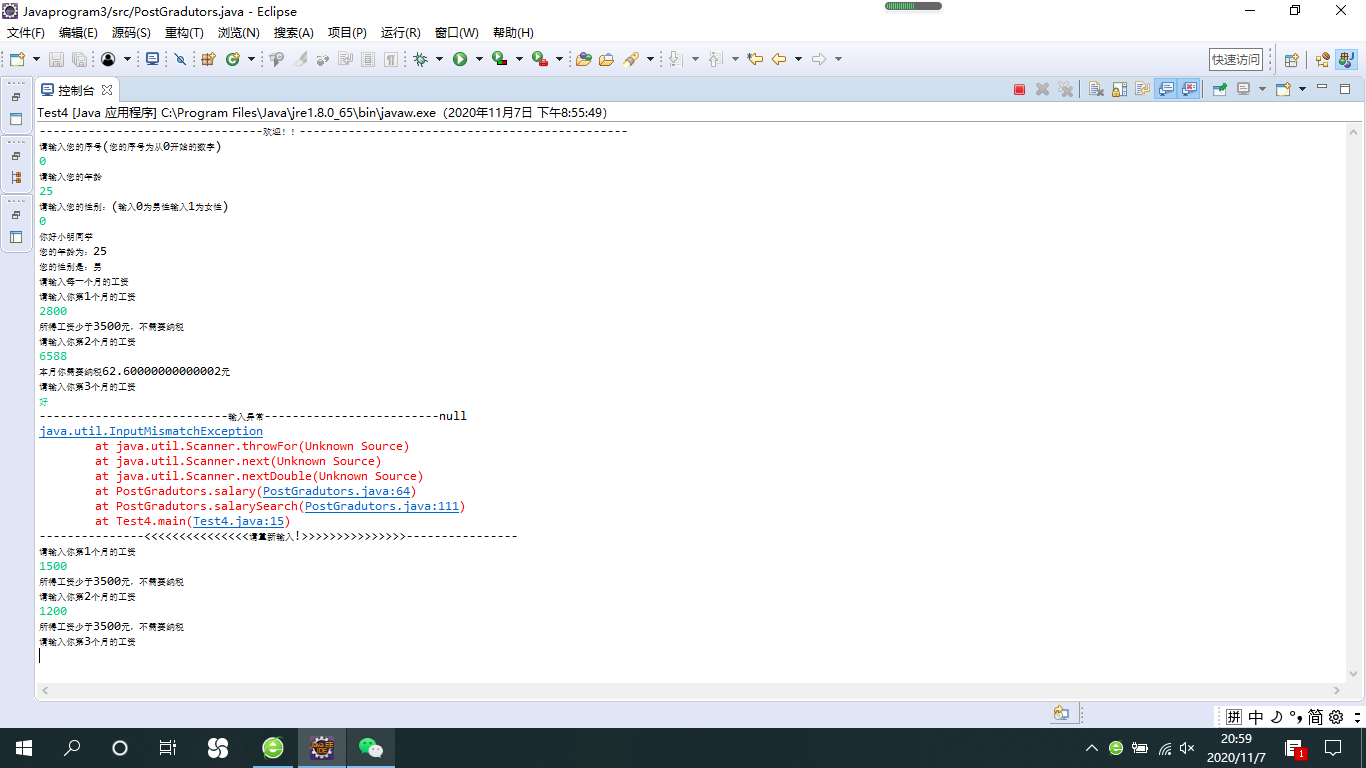 Javaprogram3/src/PostGradutors.java - Eclipse
文件(F) 编辑(E) 源码(S) 重构(T) 浏览(N) 搜索(A) 项目(P) 运行(R) 窗口(W) 帮助(H)
快速访问
控制台
Test4 [Java 应用程序] C:\Program Files\Java\jre1.8.0_65\bin\javaw.exe（2020年11月7日 下午8:55:49）
--------------------------------欢迎！！-----------------------------------------------
请输入您的序号(您的序号为从0开始的数字)
0
请输入您的年龄
25
请输入您的性别：(输入0为男性输入1为女性)
0
你好小明同学
您的年龄为：25
您的性别是：男
请输入每一个月的工资
请输入你第1个月的工资
2800
所得工资少于3500元，不需要纳税
请输入你第2个月的工资
6588
本月你需要纳税62.60000000000002元
请输入你第3个月的工资
好
---------------------------输入异常-------------------------null
java.util.InputMismatchException
at java.util.Scanner.throwFor(Unknown Source)
at java.util.Scanner.next(Unknown Source)
at java.util.Scanner.nextDouble(Unknown Source)
at PostGradutors.salary(PostGradutors.java:64)
at PostGradutors.salarySearch(PostGradutors.java:111)
at Test4.main(Test4.java:15)
---------------<<<<<<<<<<<<<<<请重新输入!>>>>>>>>>>>>>>>----------------
请输入你第1个月的工资
1500
所得工资少于3500元，不需要纳税
请输入你第2个月的工资
1200
所得工资少于3500元，不需要纳税
请输入你第3个月的工资
拼 中 简
20:59
2020/11/7
1